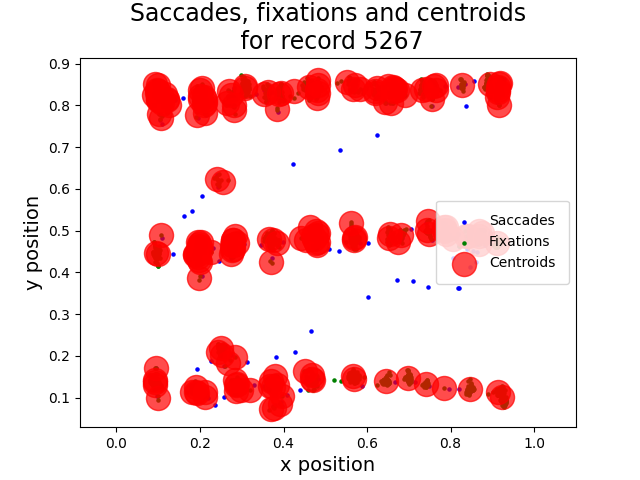 Saccades, fixations and centroids
for record 5267
0.9
0.8
0.7
0.6
0.5
0.4
0.3
0.2
0.1
y position
Saccades
Fixations
Centroids
0.0 0.2 0.4 0.6 0.8 1.0
x position